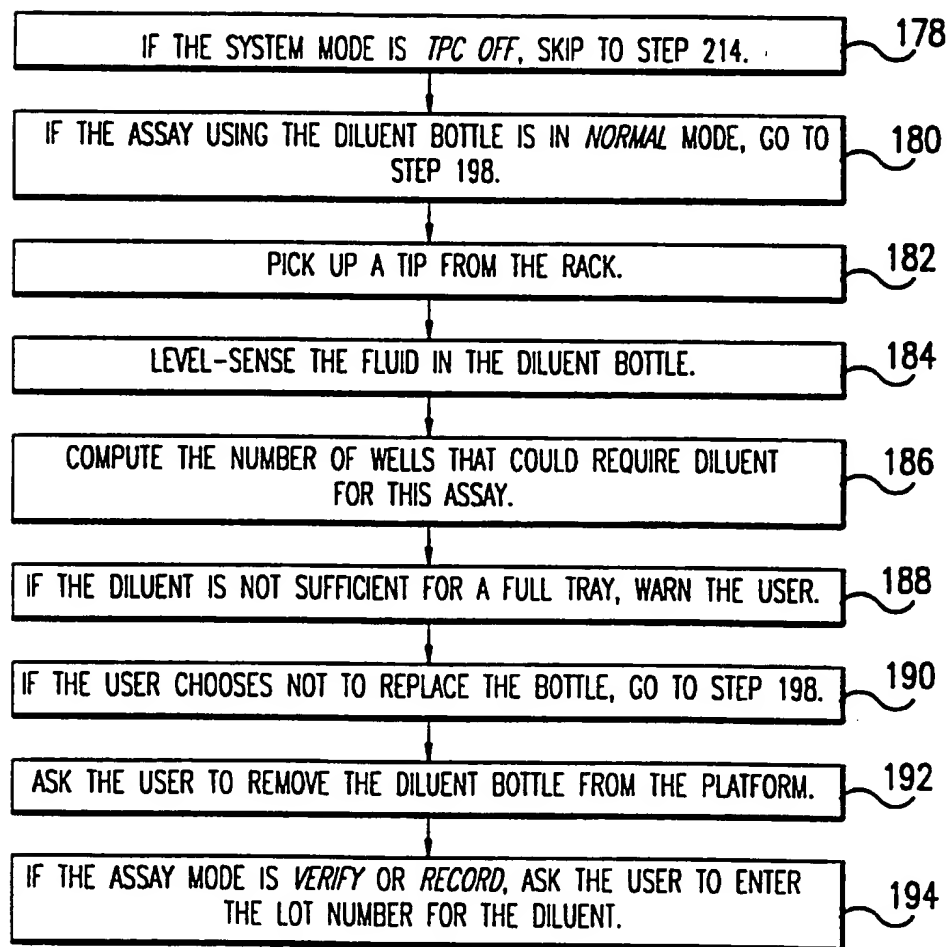 IF THE SYSTEM MODE IS TPC OFF, SKIP TO STEP 214.
178
IF THE ASSAY USING THE DILUENT BOTTLE IS IN NORMAL MODE, GO TO
STEP 198.
180
PICK UP A TIP FROM THE RACK.
182
LEVEL-SENSE THE FLUID IN THE DILUENT BOTTLE.
184
COMPUTE THE NUMBER OF WELLS THAT COULD REQUIRE DILUENT
FOR THIS ASSAY.
186
IF THE DILUENT IS NOT SUFFICIENT FOR A FULL TRAY, WARN THE USER.
188
IF THE USER CHOOSES NOT TO REPLACE THE BOTTLE, GO TO STEP 198.
190
ASK THE USER TO REMOVE THE DILUENT BOTTLE FROM THE PLATFORM.
192
IF THE ASSAY MODE IS VERIFY OR RECORD, ASK THE USER TO ENTER
THE LOT NUMBER FOR THE DILUENT.
194